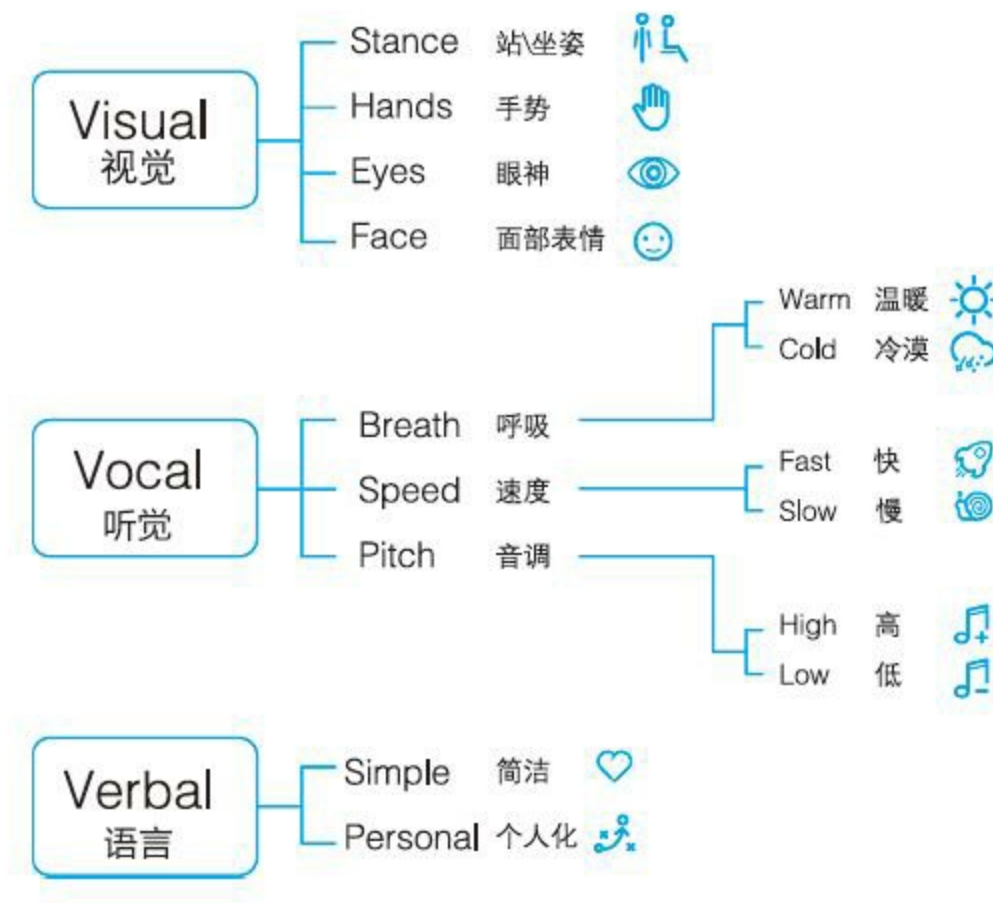 Visual
视觉
Stance 站\坐姿
Hands 手势
Eyes 眼神
Face 面部表情
Vocal
听觉
Breath 呼吸
Warm 温暖
Cold 冷漠
Speed 速度
Fast 快
Slow 慢
Pitch 音调
High 高
Low 低
Verbal
语言
Simple 简洁
Personal 个人化